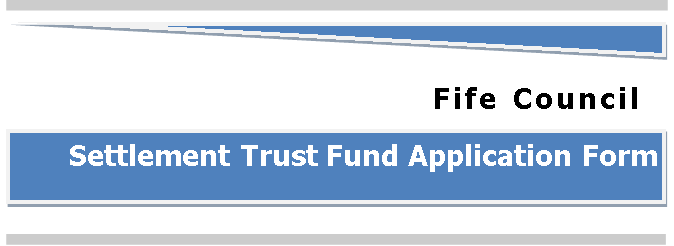 Fife Council
Settlement Trust Fund Application Form